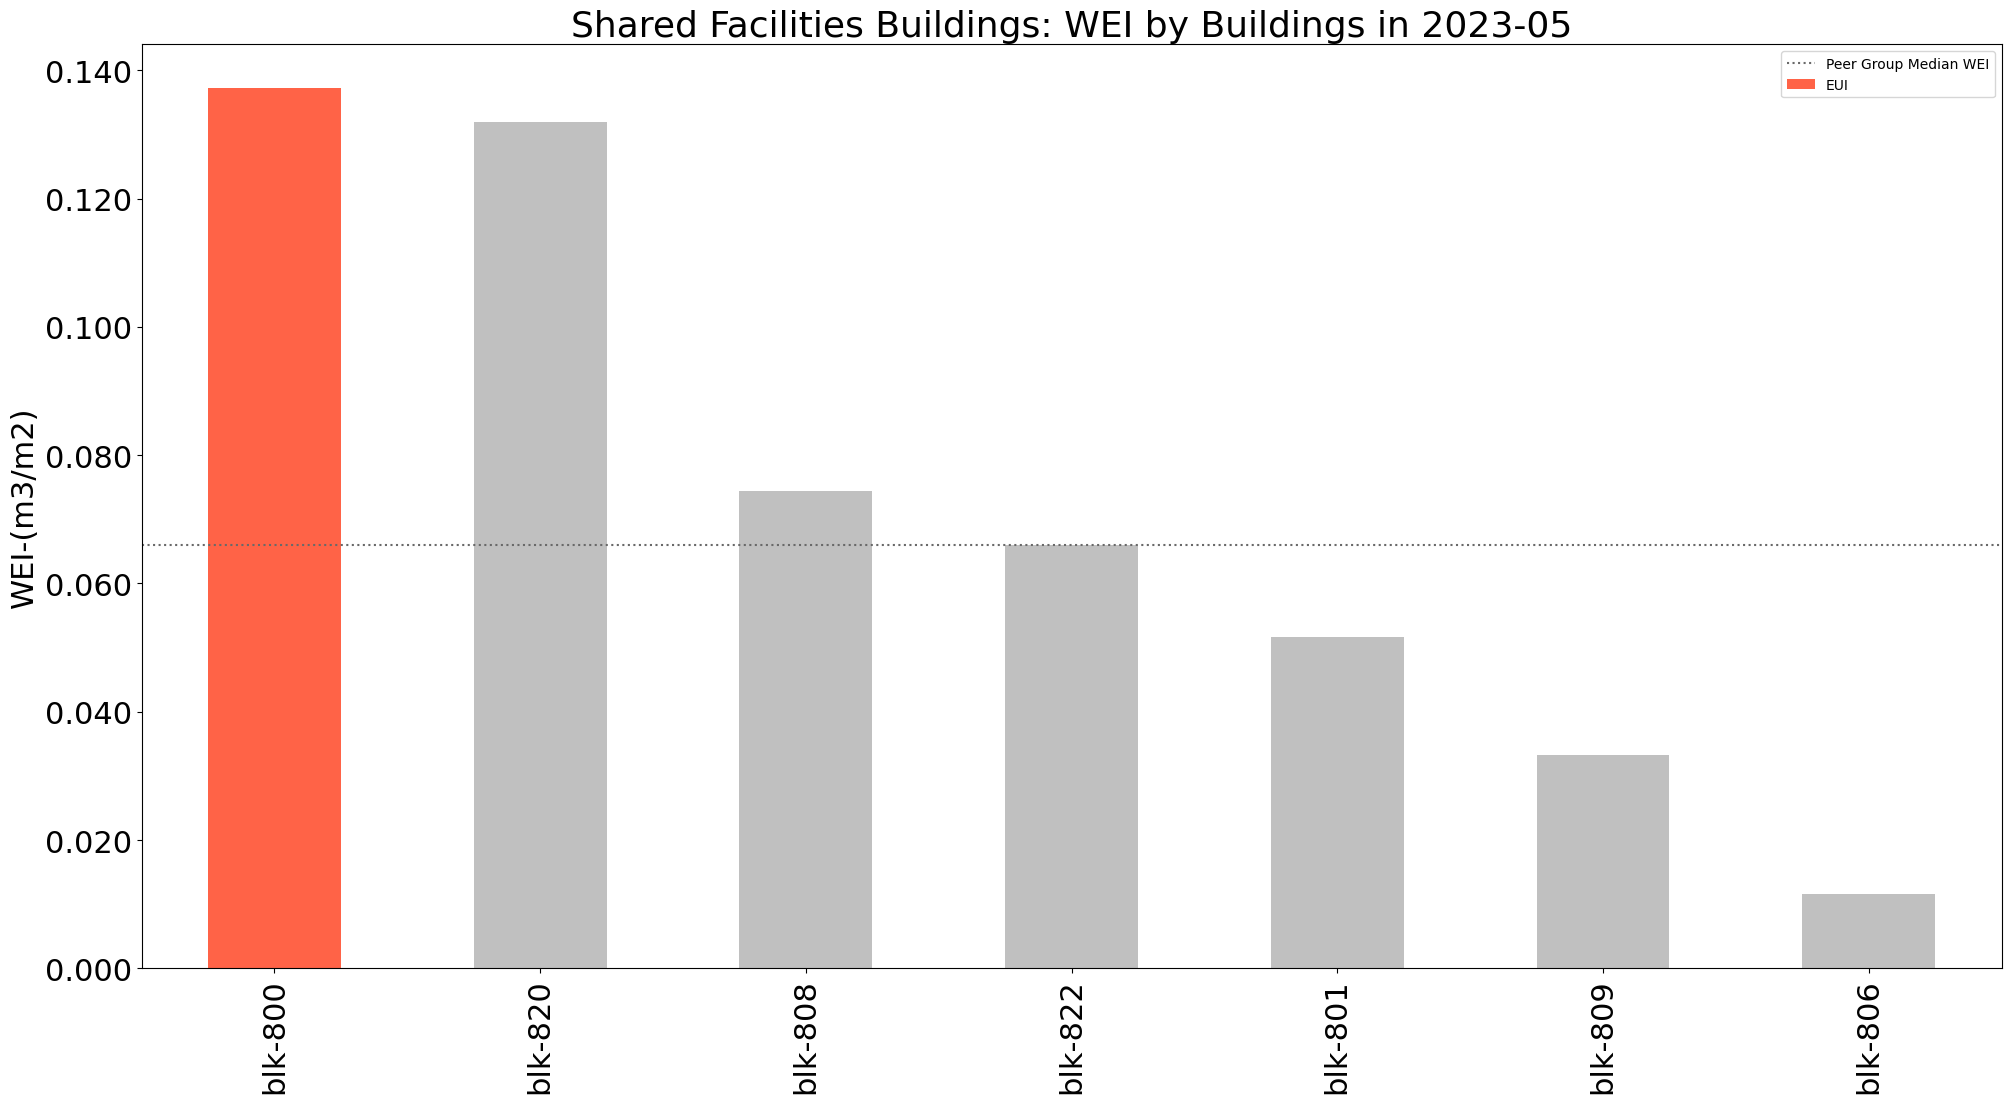 Shared Facilities Buildings: WEI by Buildings in 2023-05
Peer Group Median WEI
EUI
WEI-(m3/m2)
0.140
0.120
0.100
0.080
0.060
0.040
0.020
0.000
blk-800
blk-820
blk-808
blk-822
blk-801
blk-809
blk-806